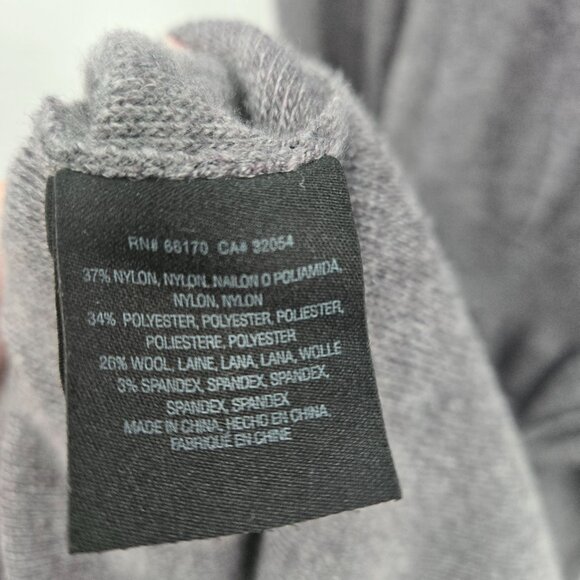 RN# 66170 CA# 32054
37% NYLON, NYLON, NAILON O POLIAMIDA,
NYLON, NYLON
34% POLYESTER, POLYESTER, POLIESTER,
POLIESTERE, POLYESTER
26% WOOL, LAINE, LANA, LANA, WOLLE
3% SPANDEX, SPANDEX, SPANDEX,
SPANDEX, SPANDEX
MADE IN CHINA, HECHO EN CHINA,
FABRIQUÉ EN CHINE